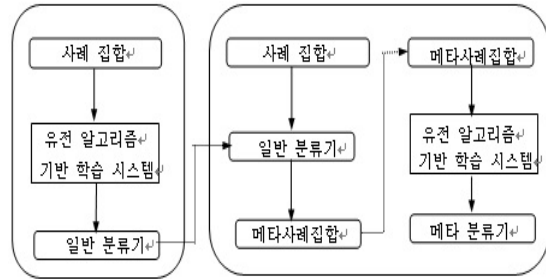 사례 집합
유전 알고리즘
기반 학습 시스템
일반 분류기
사례 집합
일반 분류기
메타사례집합
메타사례집합
유전 알고리즘
기반 학습 시스템
메타 분류기